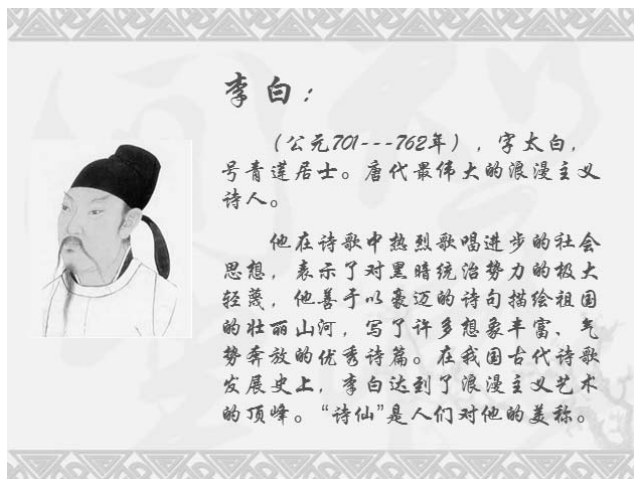 李白：
（公元701---762年），字太白，
号青莲居士。唐代最伟大的浪漫主义
诗人。
他在诗歌中热烈歌唱进步的社会
思想，表示了对黑暗统治势力的极大
轻蔑，他善于以豪迈的诗句描绘祖国
的壮丽山河，写了许多想象丰富、气
势奔放的优秀诗篇。在我国古代诗歌
发展史上，李白达到了浪漫主义艺术
的顶峰。“诗仙”是人们对他的美称。